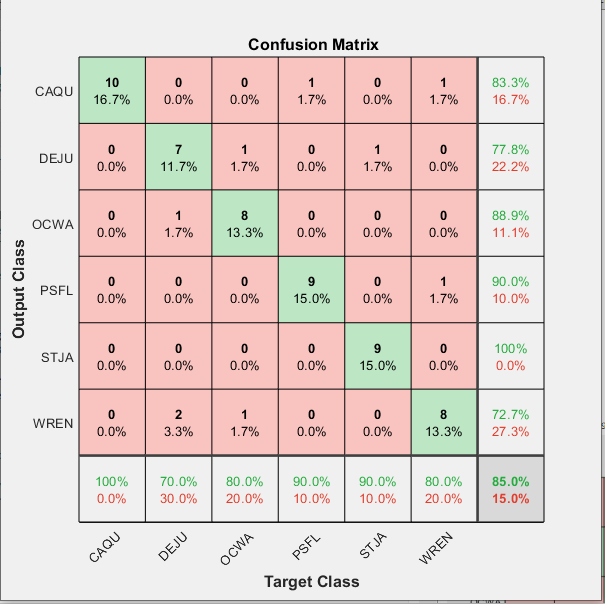 Confusion Matrix
CAQU 10 0 0 1 0 1 83.3%
16.7% 0.0% 0.0% 1.7% 0.0% 1.7% 16.7%
DEJU 0 7 1 0 1 0 77.8%
0.0% 11.7% 1.7% 0.0% 1.7% 0.0% 22.2%
OCWA 0 1 8 0 0 0 88.9%
0.0% 1.7% 13.3% 0.0% 0.0% 0.0% 11.1%
PSFL 0 0 0 9 0 1 90.0%
0.0% 0.0% 0.0% 15.0% 0.0% 1.7% 10.0%
STJA 0 0 0 0 9 0 100%
0.0% 0.0% 0.0% 0.0% 15.0% 0.0% 0.0%
WREN 0 2 1 0 0 8 72.7%
0.0% 3.3% 1.7% 0.0% 0.0% 13.3% 27.3%
100% 70.0% 80.0% 90.0% 90.0% 80.0% 85.0%
0.0% 30.0% 20.0% 10.0% 10.0% 20.0% 15.0%
CAQU DEJU OCWA PSFL STJA WREN
Target Class
Output Class